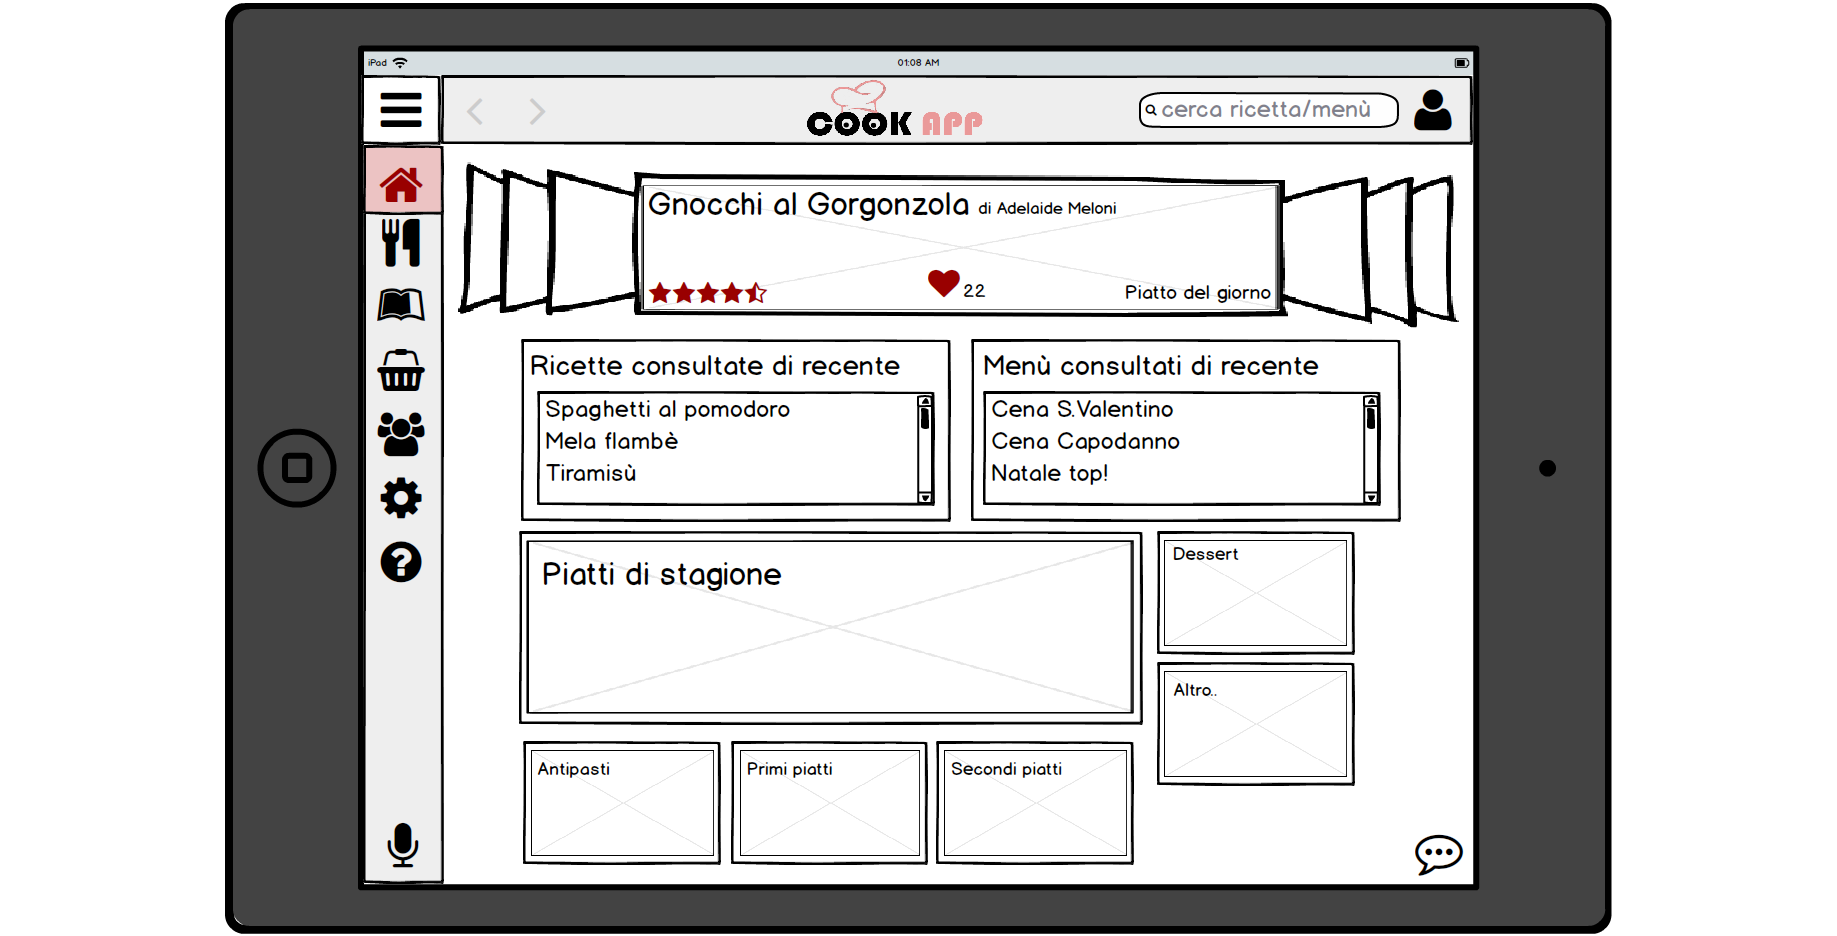 iPad
01:08 AM
COOK APP
cerca ricetta/menù
Gnocchi al Gorgonzola di Adelaide Meloni
22
Piatto del giorno
Ricette consultate di recente
Spaghetti al pomodoro
Mela flambè
Tiramisù
Menù consultati di recente
Cena S.Valentino
Cena Capodanno
Natale top!
Piatti di stagione
Dessert
Altro..
Antipasti
Primi piatti
Secondi piatti